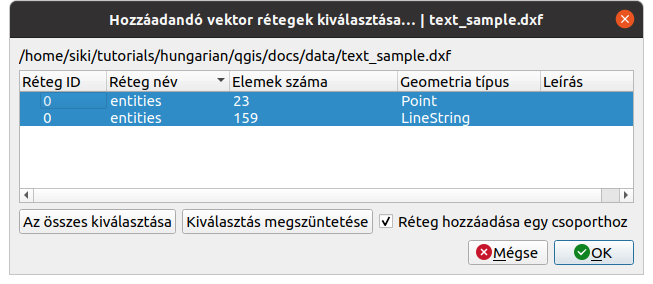 Hozzáadandó vektor rétegek kiválasztása… | text_sample.dxf
/home/siki/tutorials/hungarian/qgis/docs/data/text_sample.dxf
Réteg ID Réteg név Elemek száma Geometria típus Leírás
0 entities 23 Point
0 entities 159 LineString
Az összes kiválasztása Kiválasztás megszüntetése Réteg hozzáadása egy csoporthoz
Mégse OK